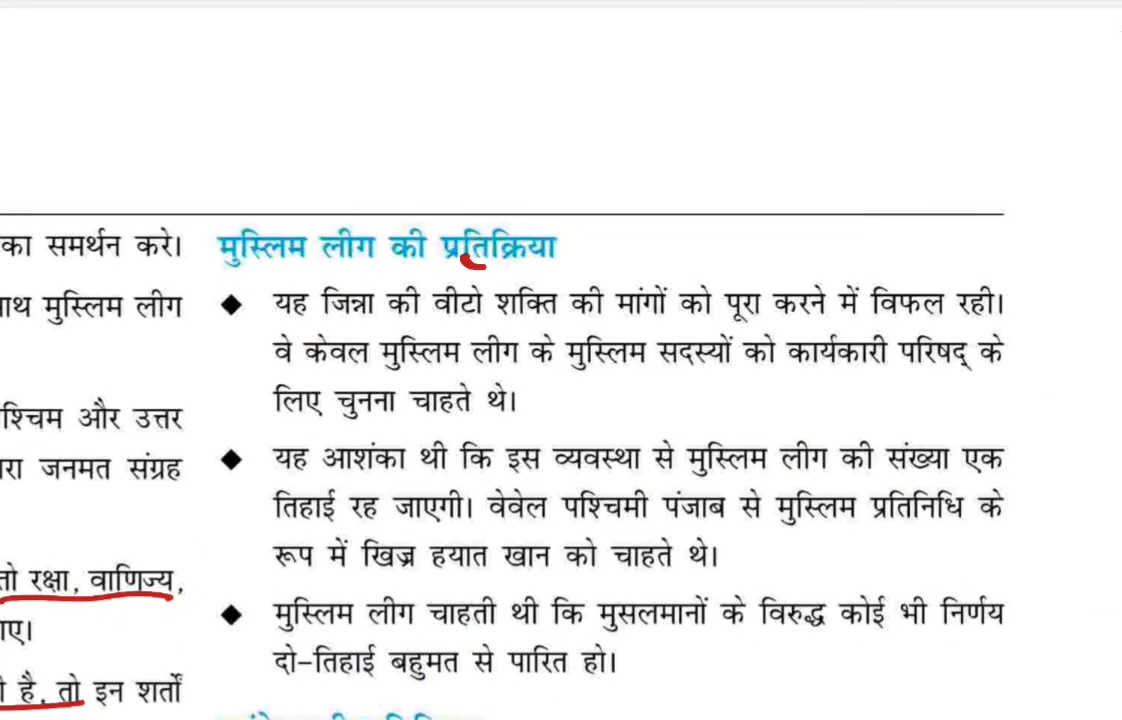 का समर्थन करे।
मुस्लिम लीग
श्चिम और उत्तर
जनमत संग्रह
तो रक्षा, वाणिज्य,
है, तो इन शर्तों
मुस्लिम लीग की प्रतिक्रिया
◆ यह जिन्ना की वीटो शक्ति की मांगों को पूरा करने में विफल रही।
वे केवल मुस्लिम लीग के मुस्लिम सदस्यों को कार्यकारी परिषद् के
लिए चुनना चाहते थे।
◆ यह आशंका थी कि इस व्यवस्था से मुस्लिम लीग की संख्या एक
तिहाई रह जाएगी। वेवेल पश्चिमी पंजाब से मुस्लिम प्रतिनिधि के
रूप में खिज्र हयात खान को चाहते थे।
◆ मुस्लिम लीग चाहती थी कि मुसलमानों के विरुद्ध कोई भी निर्णय
दो-तिहाई बहुमत से पारित हो।